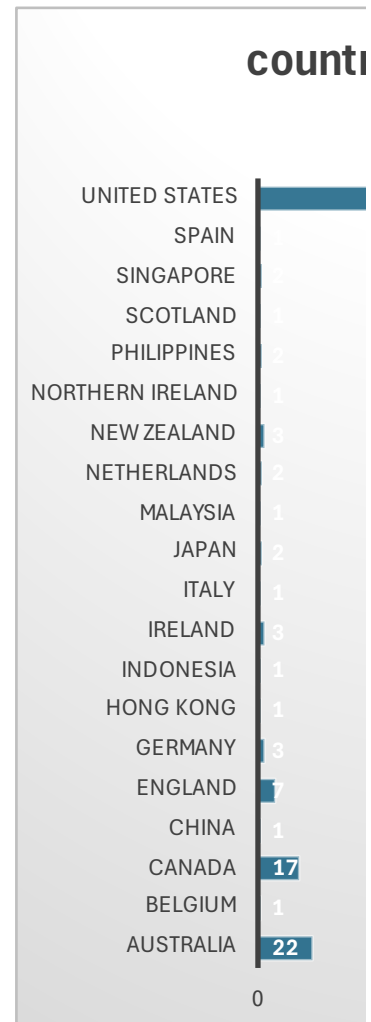 countr
UNITED STATES
SPAIN 1
SINGAPORE 2
SCOTLAND 1
PHILIPPINES 2
NORTHERN IRELAND 1
NEW ZEALAND 3
NETHERLANDS 2
MALAYSIA 1
JAPAN 2
ITALY 1
IRELAND 3
INDONESIA 1
HONG KONG 1
GERMANY 3
ENGLAND 7
CHINA 1
CANADA 17
BELGIUM 1
AUSTRALIA 22
0